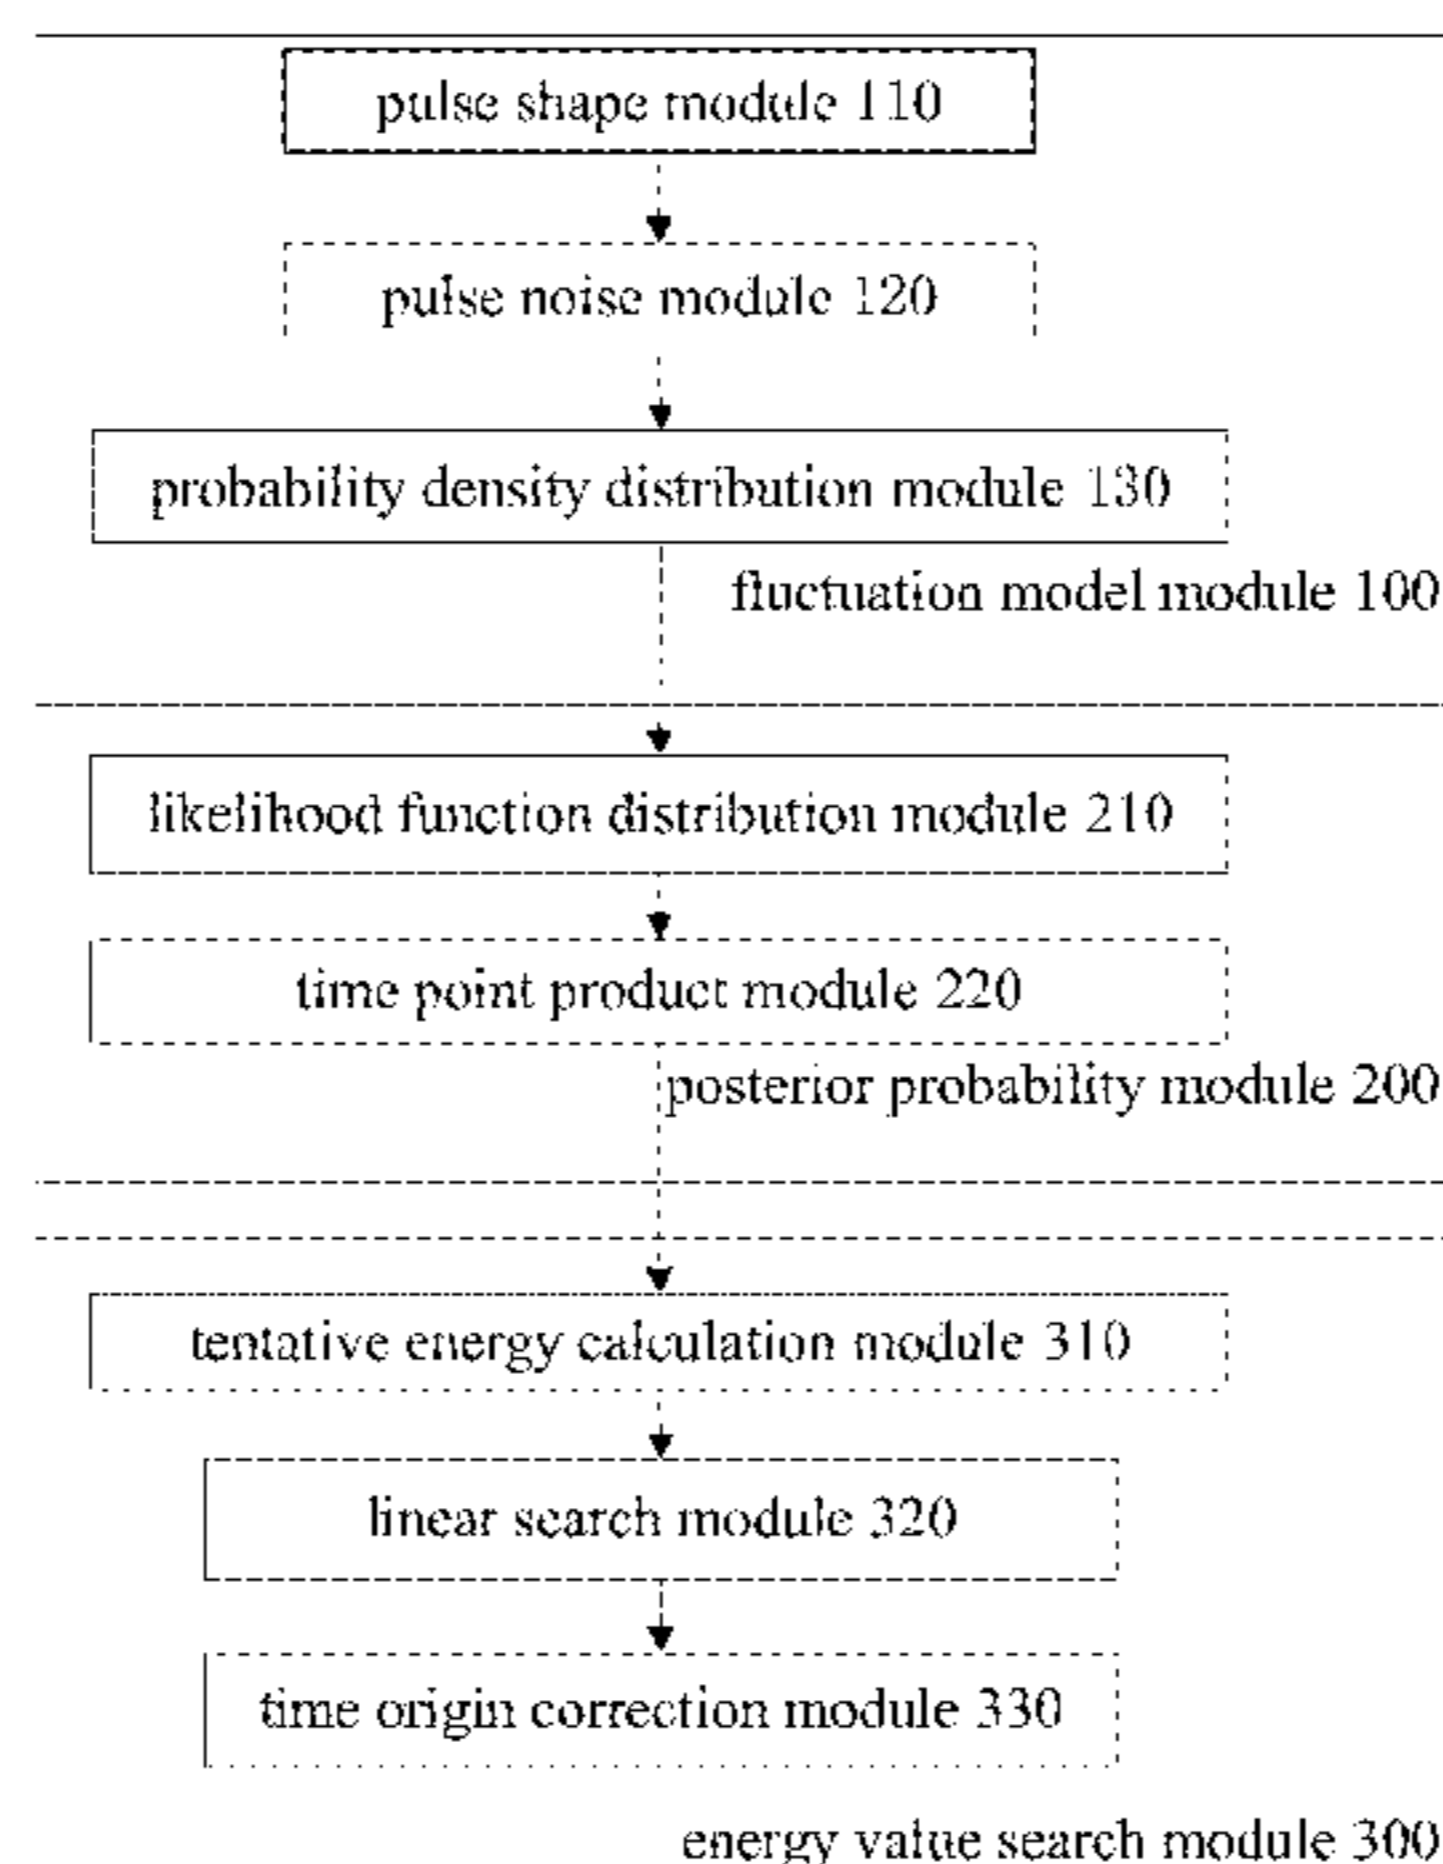 pulse shape module 110
pulse noise module 120
probability density distribution module 130
fluctuation model module 100
likelihood function distribution module 210
time point product module 220
posterior probability module 200
tentative energy calculation module 310
linear search module 320
time origin correction module 330
energy value search module 300